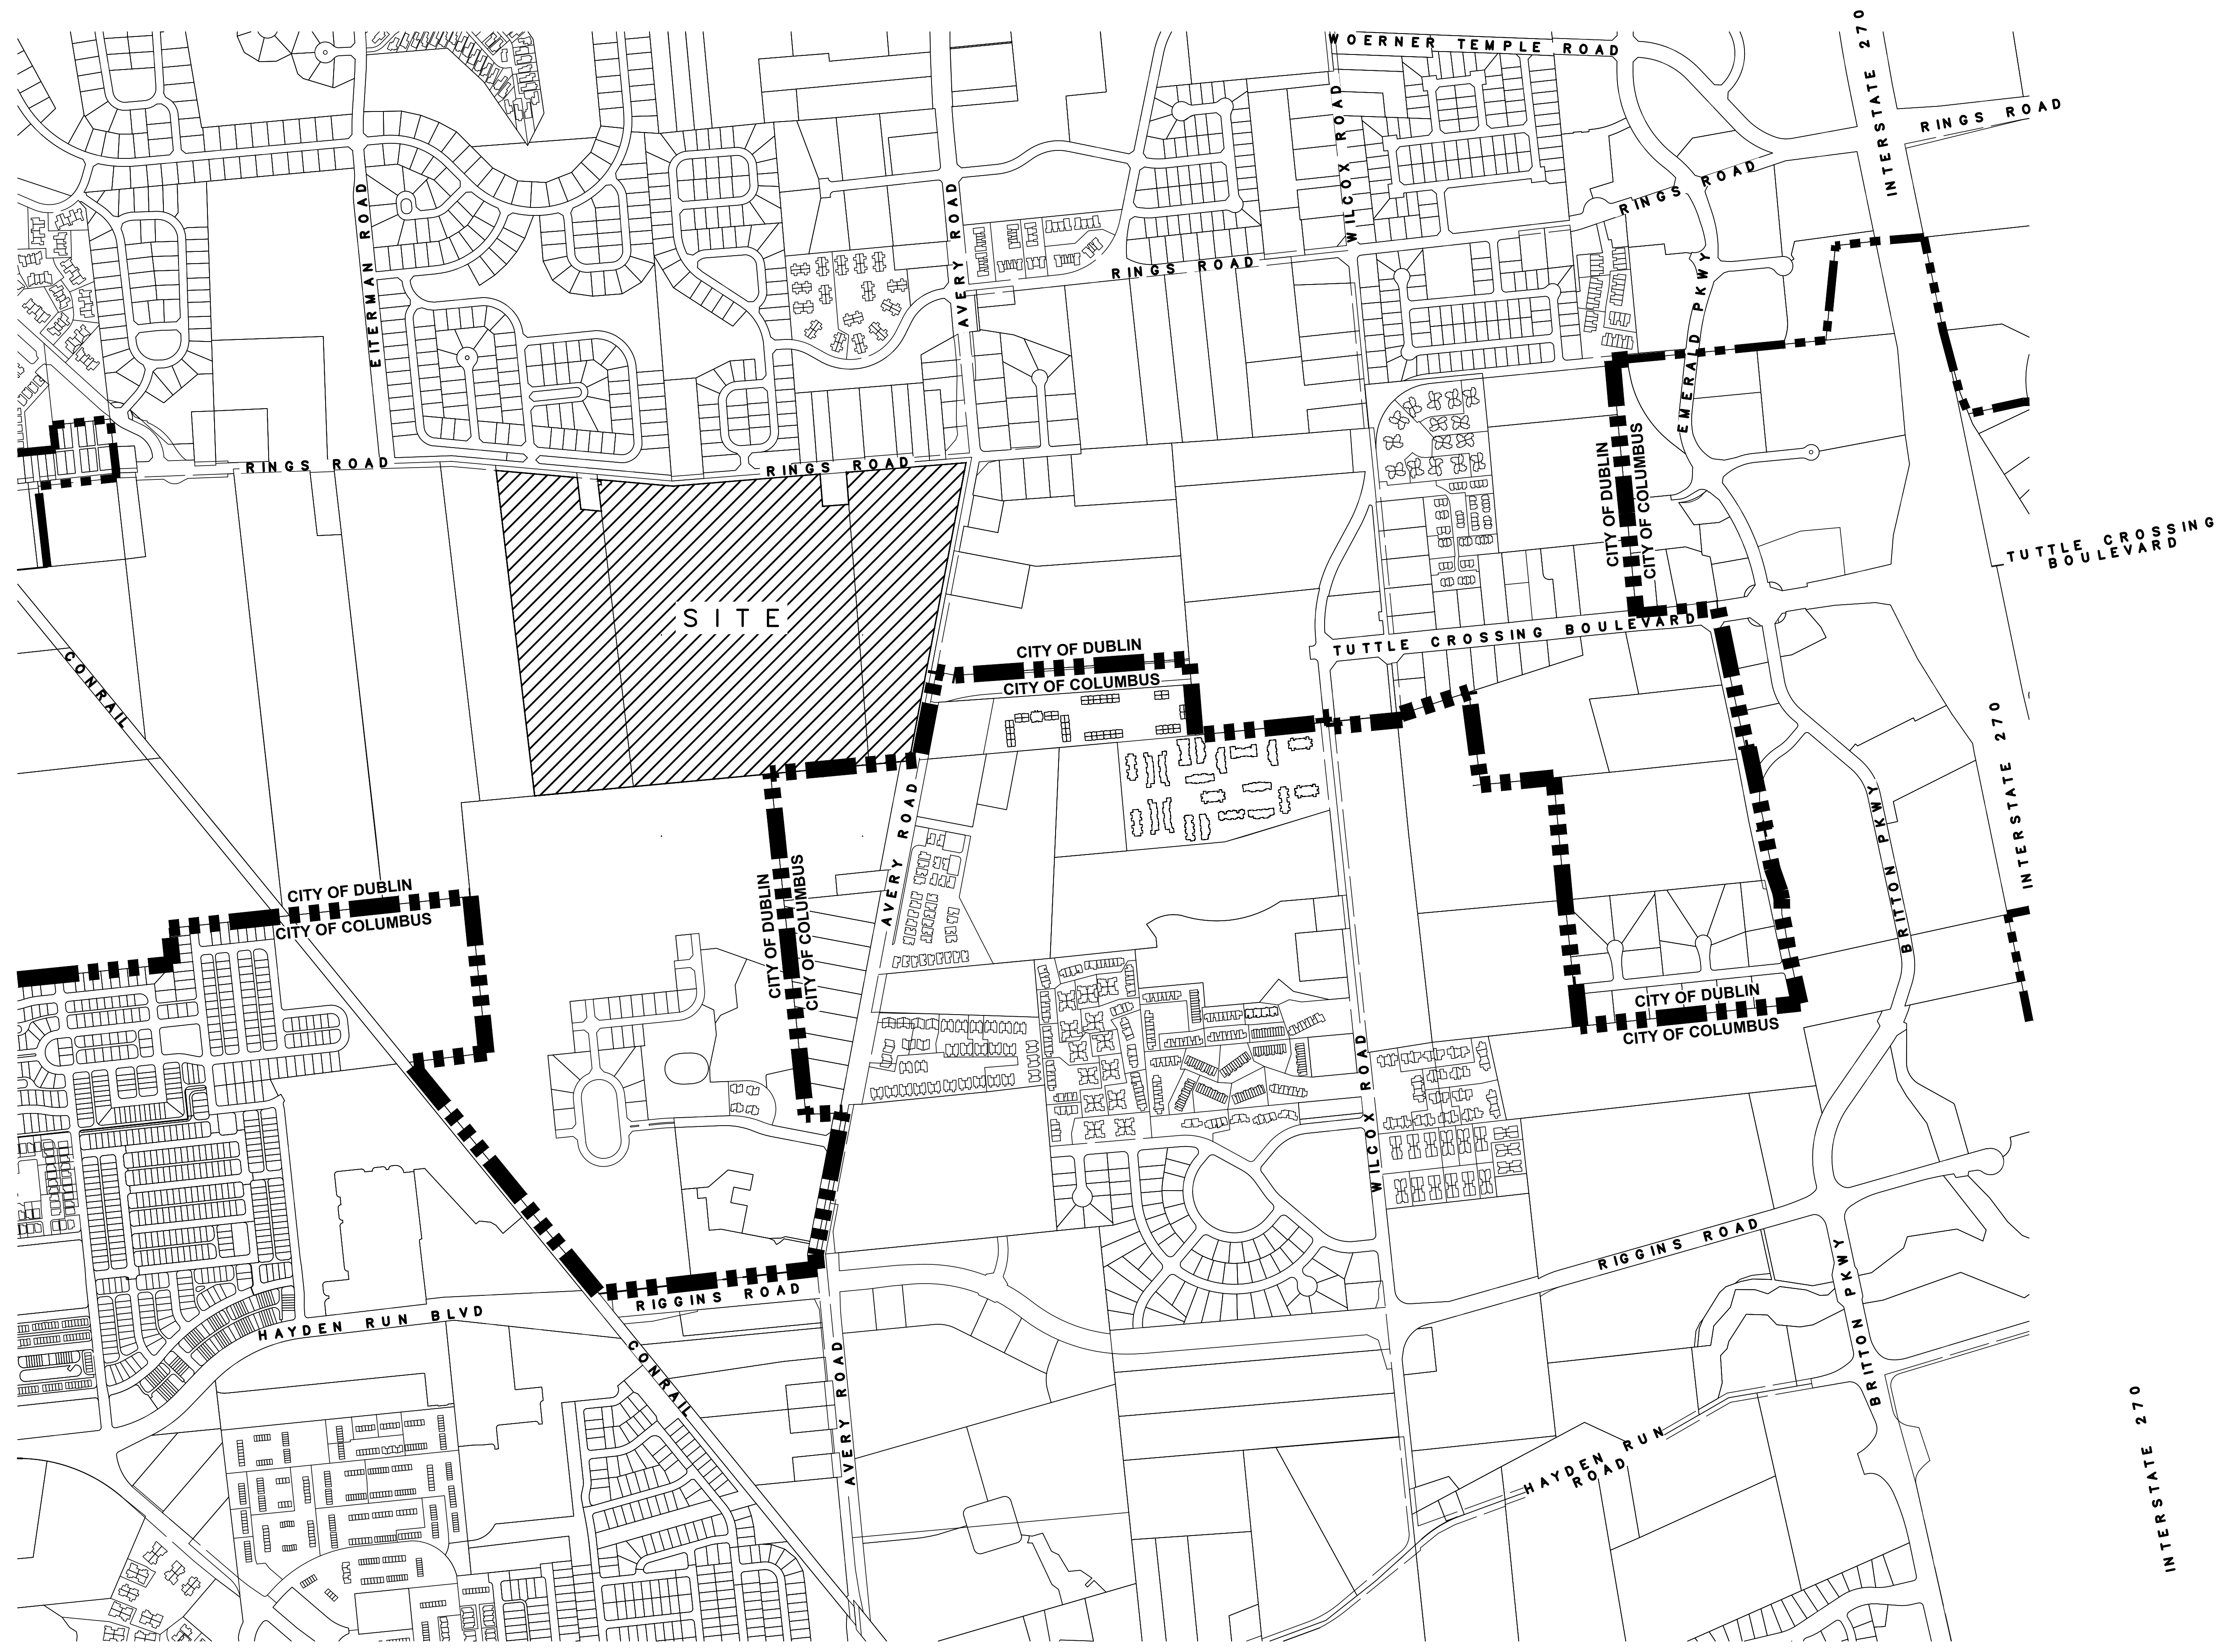 WOERNER TEMPLE ROAD
INTERSTATE 270
RINGS ROAD
WILCOX ROAD
RINGS ROAD
EITERMAN ROAD
AVERY ROAD
AVERY ROAD
RINGS ROAD
EMERALD PKWY
RINGS ROAD
RINGS ROAD
CITY OF DUBLIN
CITY OF COLUMBUS
TUTTLE CROSSING
BOULEVARD
SITE
TUTTLE CROSSING BOULEVARD
CITY OF DUBLIN
CITY OF COLUMBUS
CONRAIL
INTERSTATE 270
AVERY ROAD
AVERY ROAD
BRITTON PKWY
CITY OF DUBLIN
CITY OF COLUMBUS
CITY OF DUBLIN
CITY OF COLUMBUS
CITY OF DUBLIN
CITY OF COLUMBUS
WILCOX ROAD
RIGGINS ROAD
BRITTON PKWY
RIGGINS ROAD
HAYDEN RUN BLVD
CONRAIL
AVERY ROAD
HAYDEN RUN
ROAD
INTERSTATE 270